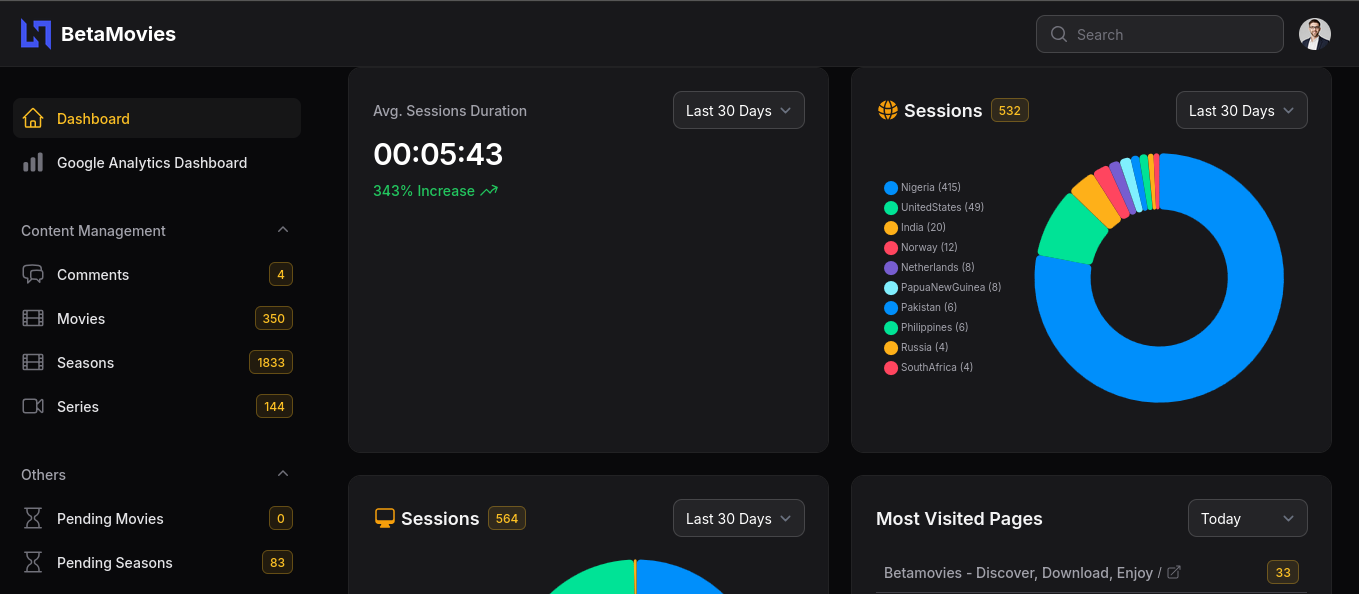 BetaMovies
Search
Dashboard
Google Analytics Dashboard
Content Management
Comments 4
Movies 350
Seasons 1833
Series 144
Others
Pending Movies 0
Pending Seasons 83
Avg. Sessions Duration
Last 30 Days
00:05:43
343% Increase
Sessions 532
Last 30 Days
Nigeria (415)
UnitedStates (49)
India (20)
Norway (12)
Netherlands (8)
PapuaNewGuinea (8)
Pakistan (6)
Philippines (6)
Russia (4)
SouthAfrica (4)
Sessions 564
Last 30 Days
Most Visited Pages
Today
Betamovies - Discover, Download, Enjoy / 33